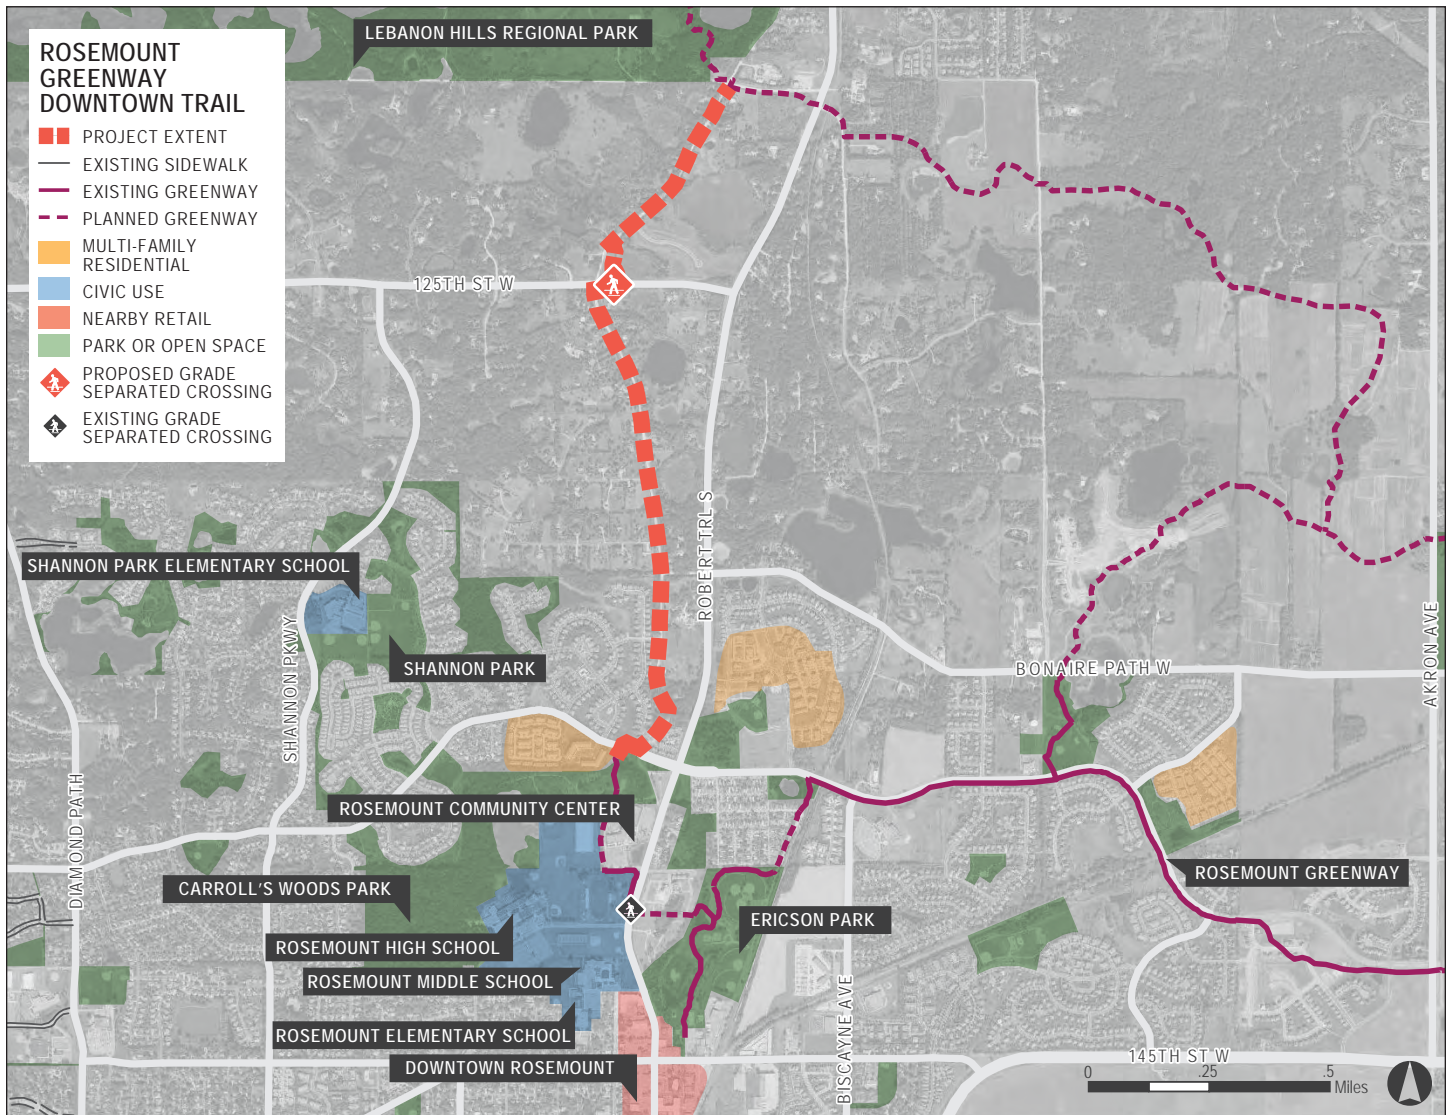 LEBANON HILLS REGIONAL PARK
ROSEMOUNT
GREENWAY
DOWNTOWN TRAIL
PROJECT EXTENT
EXISTING SIDEWALK
EXISTING GREENWAY
PLANNED GREENWAY
MULTI-FAMILY
RESIDENTIAL
CIVIC USE
NEARBY RETAIL
PARK OR OPEN SPACE
PROPOSED GRADE
SEPARATED CROSSING
EXISTING GRADE
SEPARATED CROSSING
125TH ST W
ROBERT TRL S
SHANNON PARK ELEMENTARY SCHOOL
SHANNON PKWY
SHANNON PARK
BONAIRE PATH W
AKRON AVE
DIAMOND PATH
ROSEMOUNT COMMUNITY CENTER
CARROLL'S WOODS PARK
ROSEMOUNT GREENWAY
ERICSON PARK
ROSEMOUNT HIGH SCHOOL
ROSEMOUNT MIDDLE SCHOOL
ROSEMOUNT ELEMENTARY SCHOOL
BISCAYNE AVE
DOWNTOWN ROSEMOUNT
145TH ST W
0 .25 .5
Miles